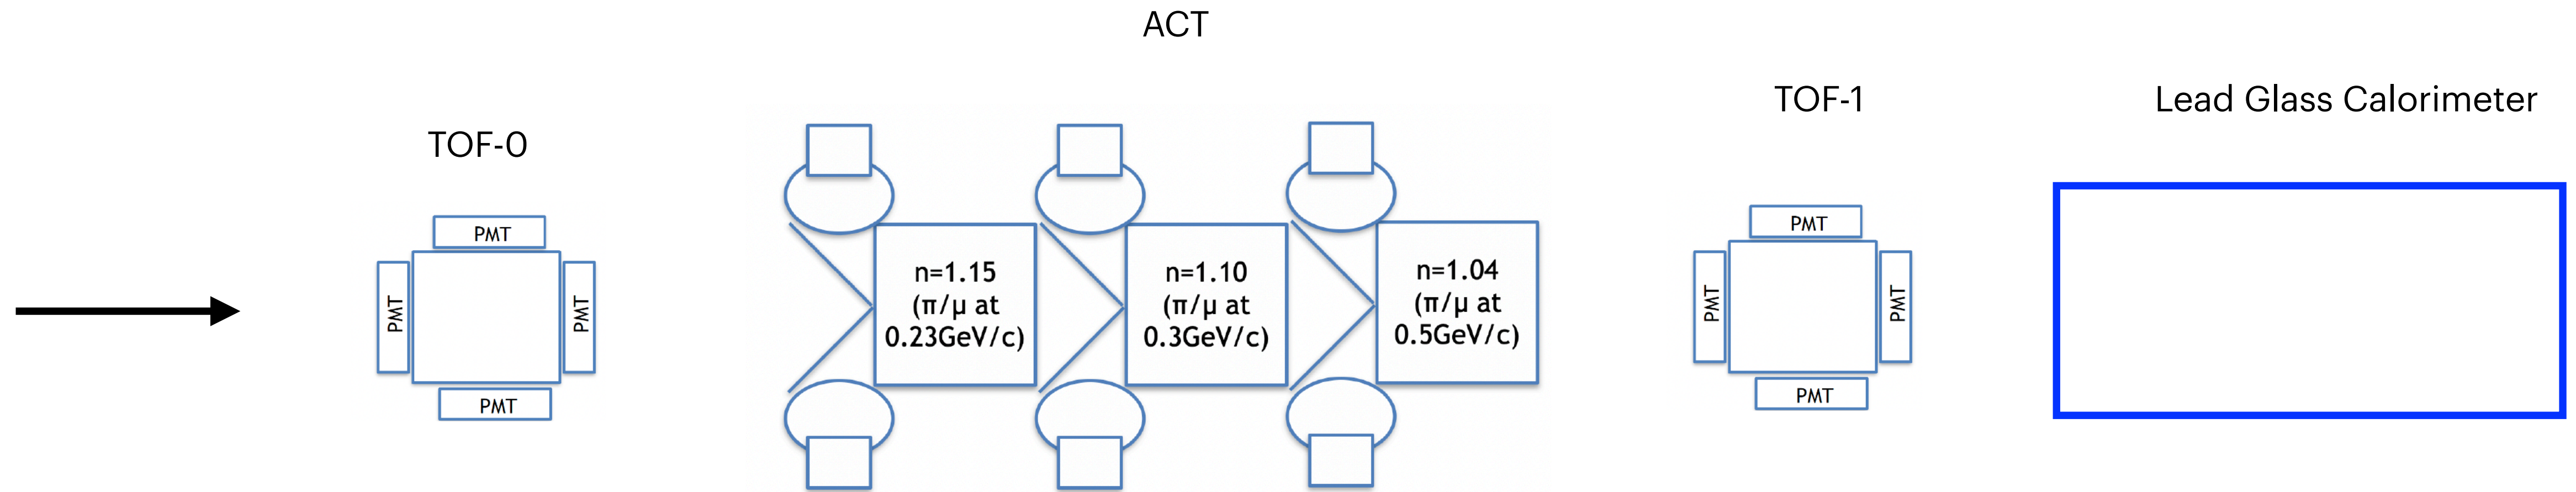 ACT
TOF-0
TOF-1
Lead Glass Calorimeter
PMT
PMT
PMT
PMT
n=1.15
(π/μ at
0.23GeV/c)
n=1.10
(π/μ at
0.3GeV/c)
n=1.04
(π/μ at
0.5GeV/c)
PMT
PMT
PMT
PMT